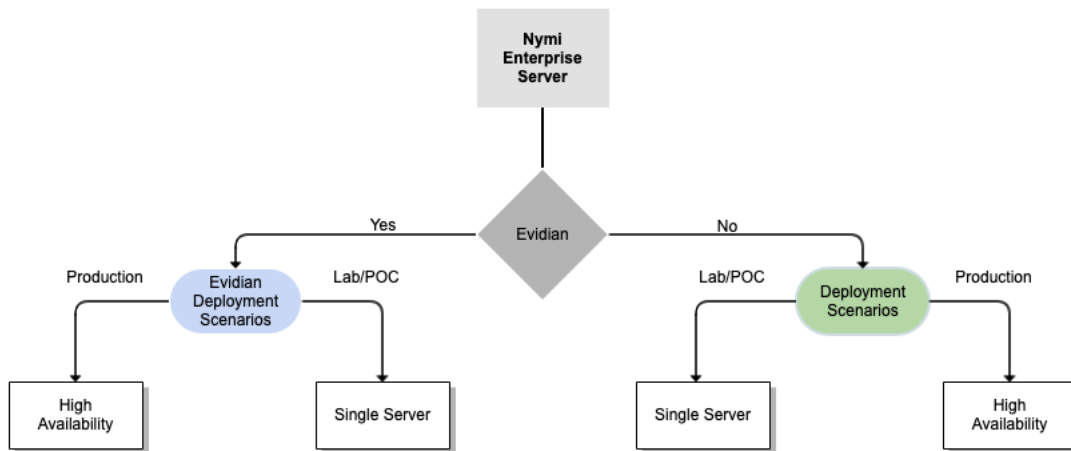 Nymi
Enterprise
Server
Evidian
Yes
No
Production
Evidian
Deployment
Scenarios
Lab/POC
Lab/POC
Deployment
Scenarios
Production
High
Availability
Single Server
Single Server
High
Availability